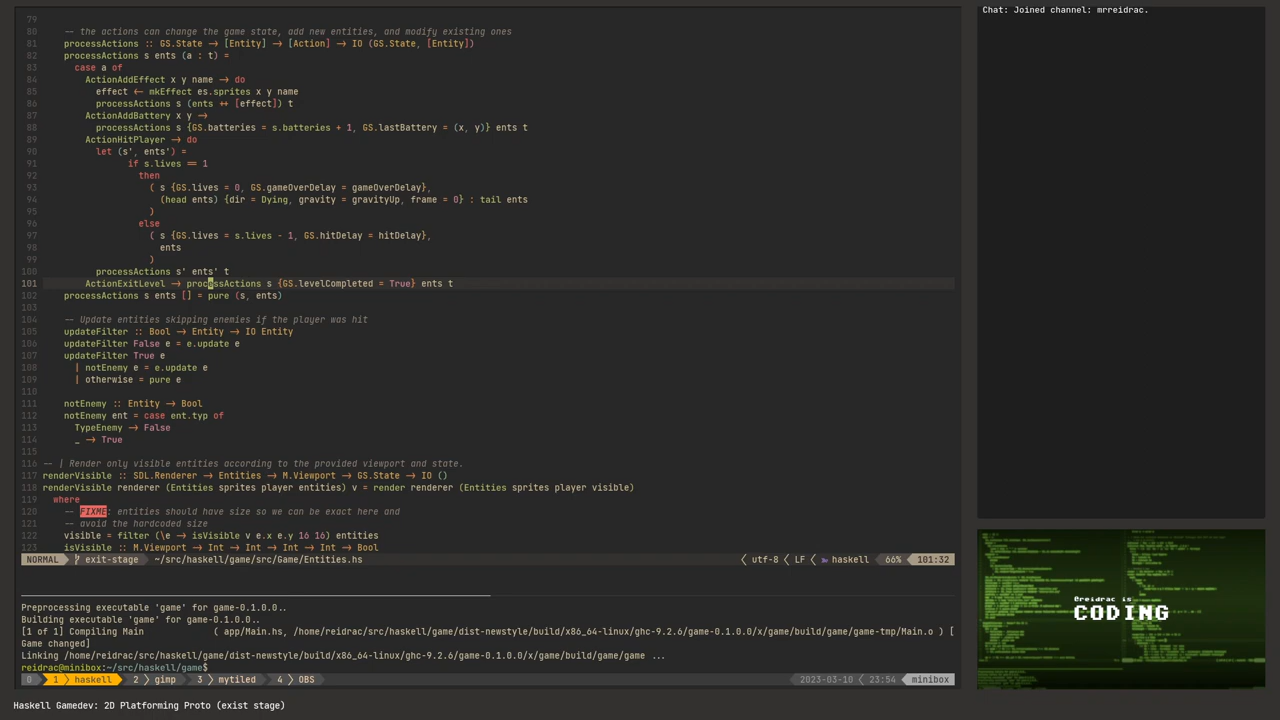 79
80 -- the actions can change the game state, add new entities, and modify existing ones
81 processActions :: GS.State → [Entity] → [Action] → IO (GS.State, [Entity])
82 processActions s ents (a : t) =
83 case a of
84 ActionAddEffect x y name → do
85 effect ← mkEffect es.sprites x y name
86 processActions s (ents ++ [effect]) t
87 ActionAddBattery x y →
88 processActions s {GS.batteries = s.batteries + 1, GS.lastBattery = (x, y)} ents t
89 ActionHitPlayer → do
90 let (s', ents') =
91 if s.lives == 1
92 then
93 ( s {GS.lives = 0, GS.gameOverDelay = gameOverDelay},
94 (head ents) {dir = Dying, gravity = gravityUp, frame = 0} : tail ents
95 )
96 else
97 ( s {GS.lives = s.lives - 1, GS.hitDelay = hitDelay},
98 ents
99 )
100 processActions s' ents' t
101 ActionExitLevel → processActions s {GS.levelCompleted = True} ents t
102 processActions s ents [] = pure (s, ents)
103
104 -- Update entities skipping enemies if the player was hit
105 updateFilter :: Bool → Entity → IO Entity
106 updateFilter False e = e.update e
107 updateFilter True e
108 | notEnemy e = e.update e
109 | otherwise = pure e
110
111 notEnemy :: Entity → Bool
112 notEnemy ent = case ent.typ of
113 TypeEnemy → False
114 _ → True
115
116 -- | Render only visible entities according to the provided viewport and state.
117 renderVisible :: SDL.Renderer → Entities → M.Viewport → GS.State → IO ()
118 renderVisible renderer (Entities sprites player entities) v = render renderer (Entities sprites player visible)
119 where
120 -- FIXME: entities should have size so we can be exact here and
121 -- avoid the hardcoded size
122 visible = filter (\e → isVisible v e.x e.y 16 16) entities
123 isVisible :: M.Viewport → Int → Int → Int → Int → Bool
NORMAL exit-stage ~/src/haskell/game/src/Game/Entities.hs utf-8 LF haskell 66% 101:32
Preprocessing executable 'game' for game-0.1.0.0..
Building executable 'game' for game-0.1.0.0..
[1 of 1] Compiling Main ( app/Main.hs, /home/reidrac/src/haskell/game/dist-newstyle/build/x86_64-linux/ghc-9.2.6/game-0.1.0.0/x/game/build/game/game-tmp/Main.o ) [
Game changed]
Linking /home/reidrac/src/haskell/game/dist-newstyle/build/x86_64-linux/ghc-9.2.6/game-0.1.0.0/x/game/build/game/game ...
reidrac@minibox:~/src/haskell/game$
0 1 haskell 2 gimp 3 mytiled 4 OBS 2023-03-10 23:54 minibox
Haskell Gamedev: 2D Platforming Proto (exist stage)
Chat: Joined channel: mrreidrac.
@reidrac is
CODING